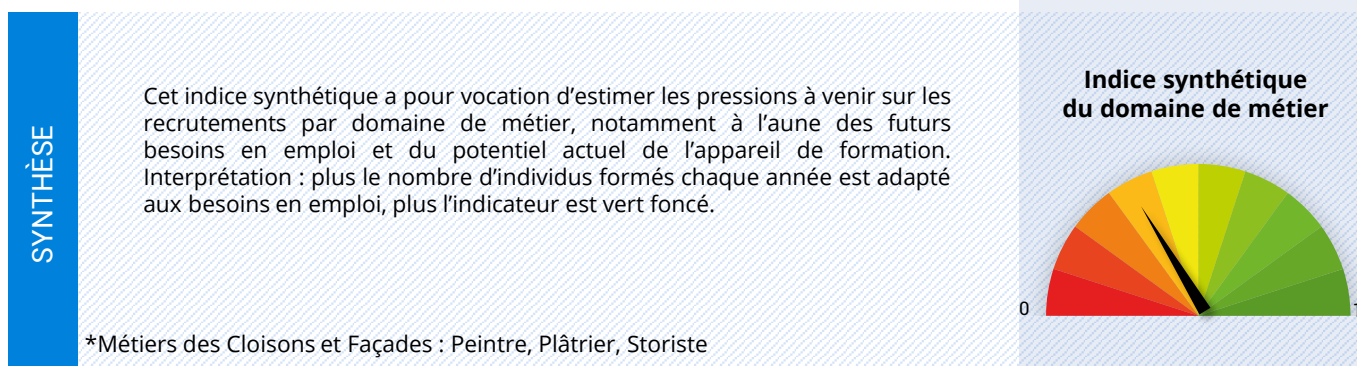 SYNTHÈSE
Cet indice synthétique a pour vocation d’estimer les pressions à venir sur les
recrutements par domaine de métier, notamment à l’aune des futurs
besoins en emploi et du potentiel actuel de l’appareil de formation.
Interprétation : plus le nombre d’individus formés chaque année est adapté
aux besoins en emploi, plus l’indicateur est vert foncé.
*Métiers des Cloisons et Façades : Peintre, Plâtrier, Storiste
Indice synthétique
du domaine de métier
0